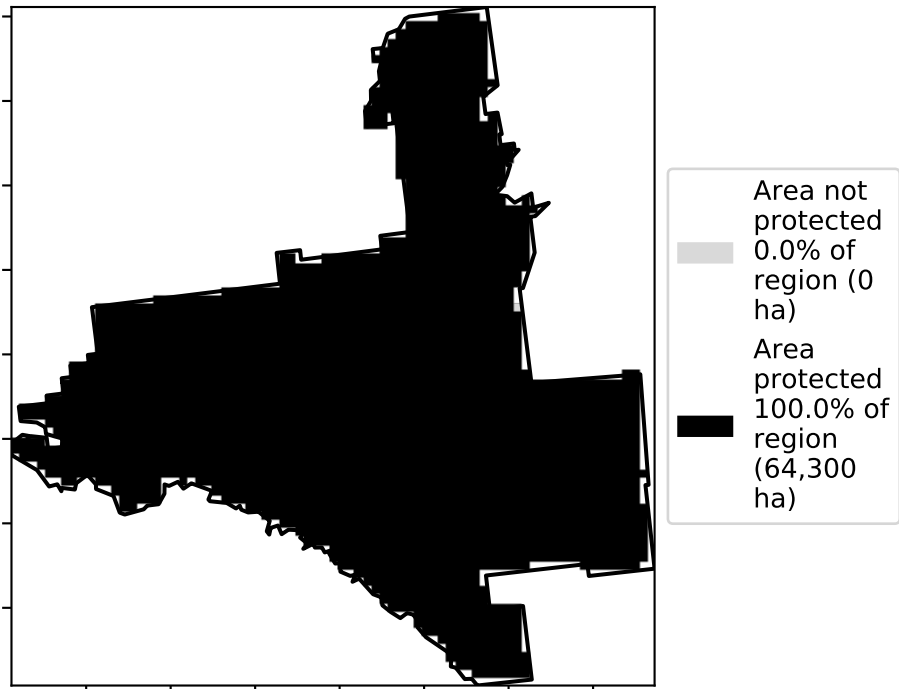 Area not
protected
0.0% of
region (0
ha)
Area
protected
100.0% of
region
(64,300
ha)